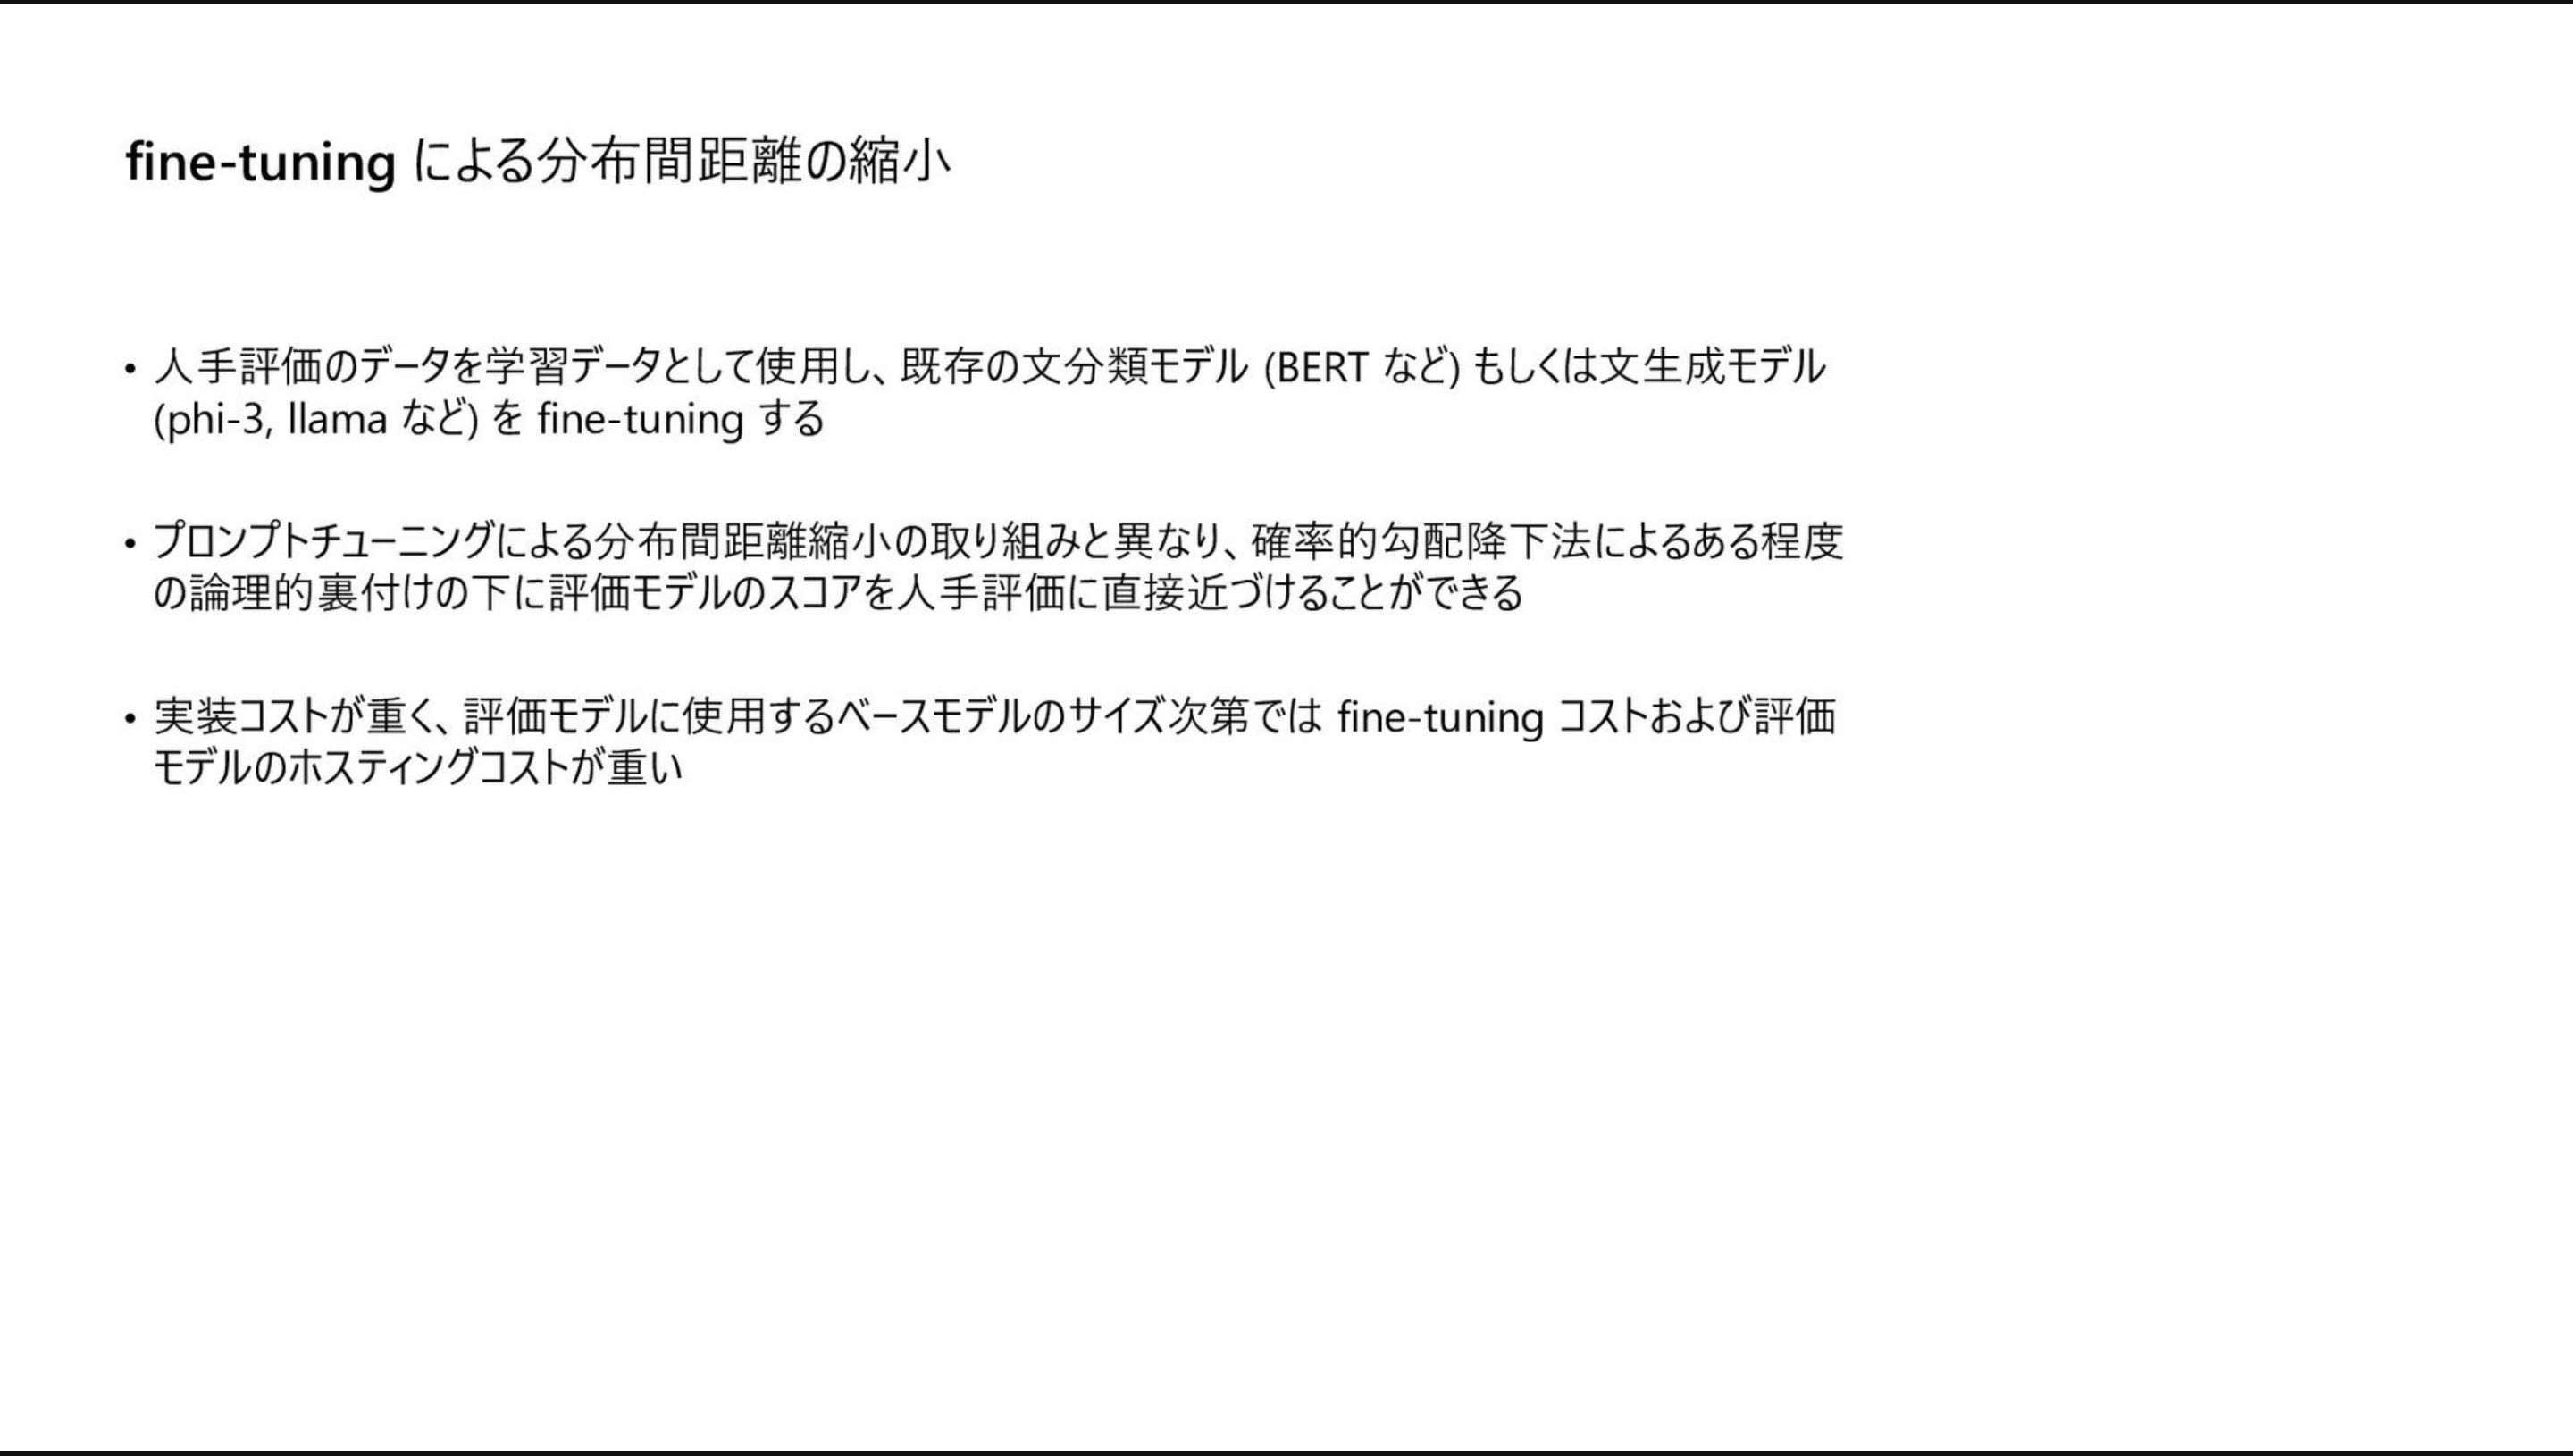 fine-tuning による分布間距離の縮小
• 人手評価のデータを学習データとして使用し、既存の文分類モデル (BERT など) もしくは文生成モデル
(phi-3, llama など) を fine-tuning する
• プロンプトチューニングによる分布間距離縮小の取り組みと異なり、確率的勾配降下法によるある程度
の論理的裏付けの下に評価モデルのスコアを人手評価に直接近づけることができる
• 実装コストが重く、評価モデルに使用するベースモデルのサイズ次第では fine-tuning コストおよび評価
モデルのホスティングコストが重い